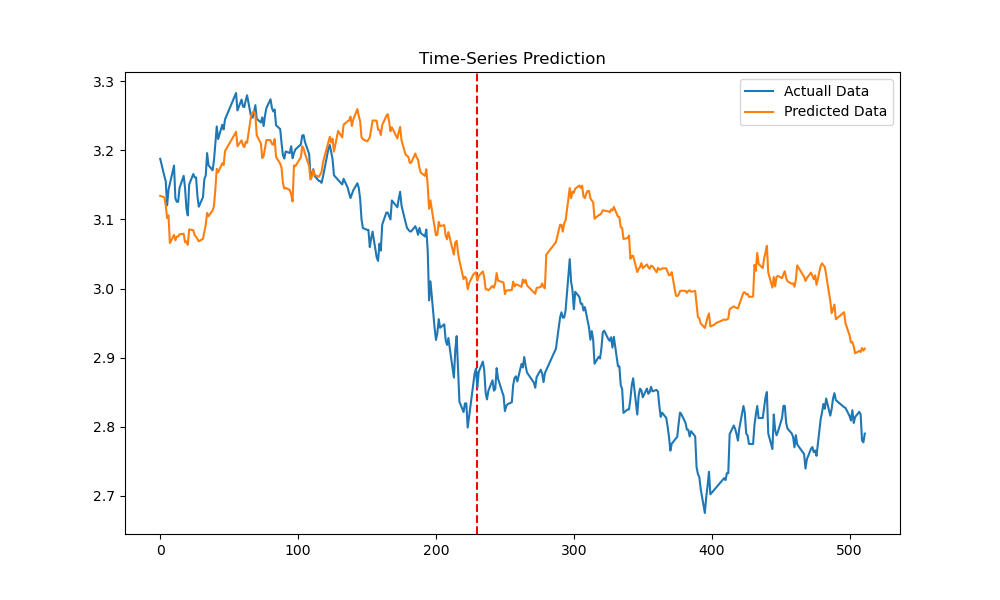 Time-Series Prediction
Actuall Data
Predicted Data
3.3
3.2
3.1
3.0
2.9
2.8
2.7
0 100 200 300 400 500